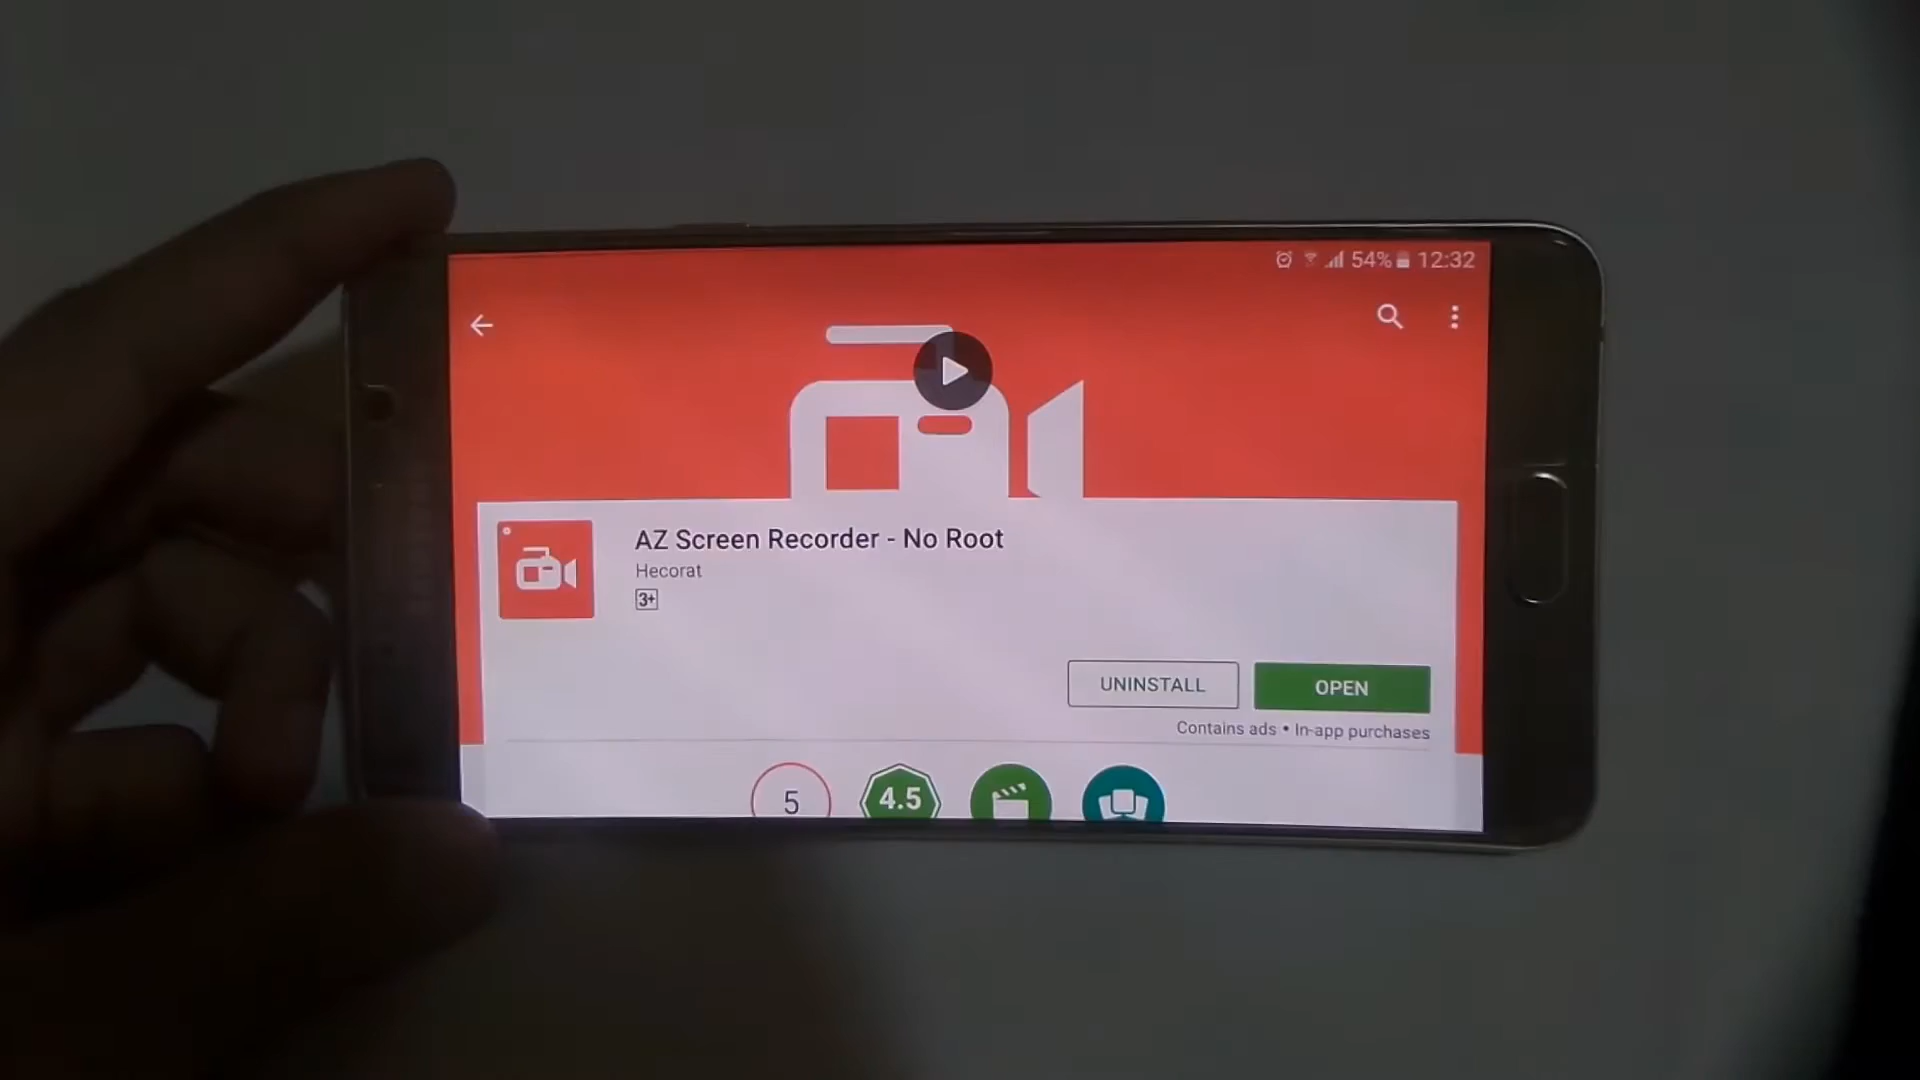 54% 12:32
AZ Screen Recorder - No Root
Hecorat
3+
UNINSTALL
OPEN
Contains ads • In-app purchases
5
4.5